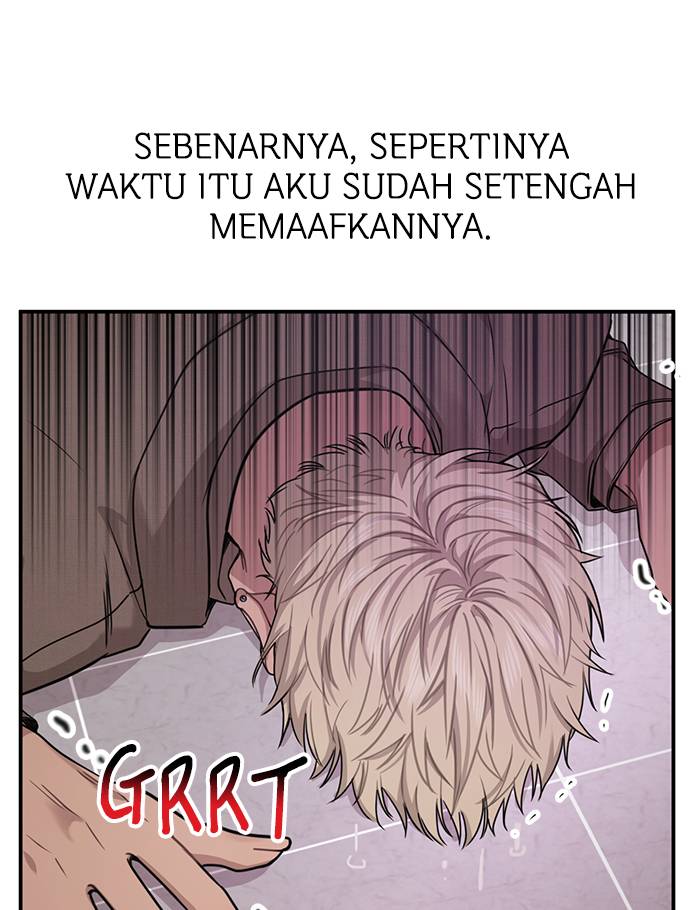 SEBENARNYA, SEPERTINYA
WAKTU ITU AKU SUDAH SETENGAH
MEMAAFKANNYA.
GRRT